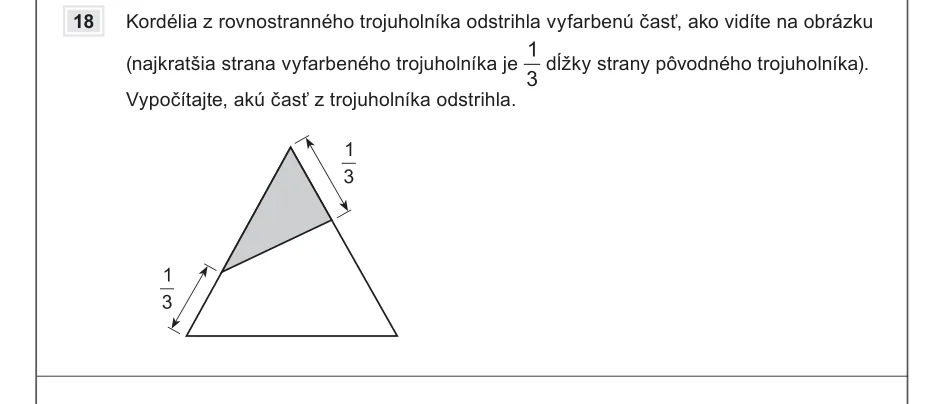 18 Kordélia z rovnostranného trojuholníka odstrihla vyfarbenú časť, ako vidíte na obrázku
(najkratšia strana vyfarbeného trojuholníka je 1/3 dĺžky strany pôvodného trojuholníka).
Vypočítajte, akú časť z trojuholníka odstrihla.
1/3
1/3